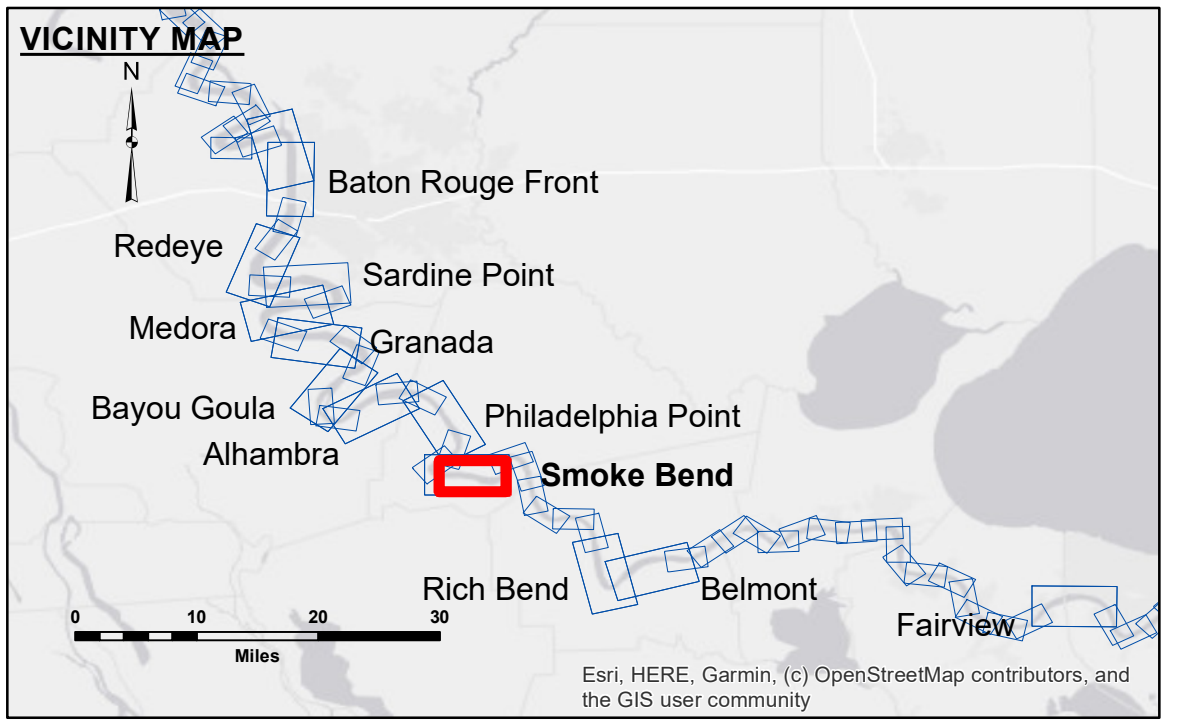 VICINITY MAP
N
Baton Rouge Front
Redeye
Sardine Point
Medora
Granada
Bayou Goula
Philadelphia Point
Alhambra
Smoke Bend
Rich Bend
Belmont
Fairview
0 10 20 30
Miles
Esri, HERE, Garmin, (c) OpenStreetMap contributors, and
the GIS user community